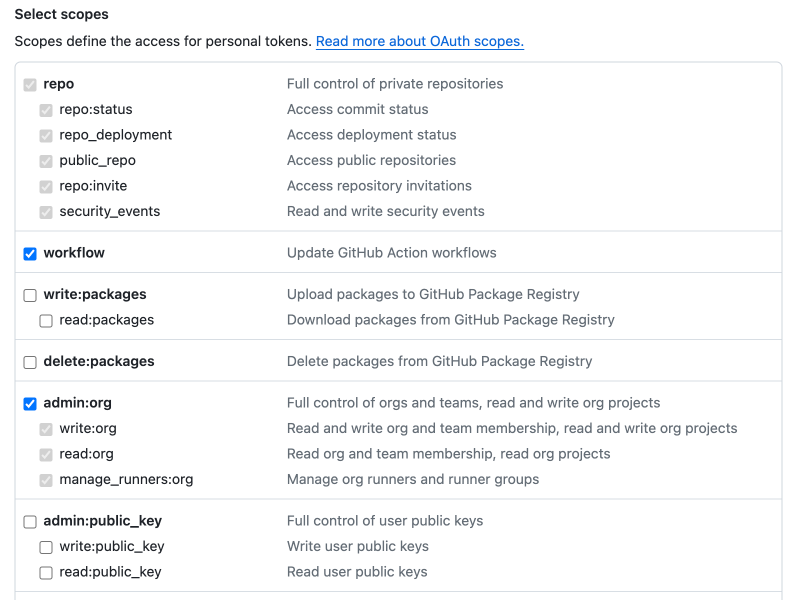 Select scopes
Scopes define the access for personal tokens. Read more about OAuth scopes.
repo Full control of private repositories
repo:status Access commit status
repo_deployment Access deployment status
public_repo Access public repositories
repo:invite Access repository invitations
security_events Read and write security events
workflow Update GitHub Action workflows
write:packages Upload packages to GitHub Package Registry
read:packages Download packages from GitHub Package Registry
delete:packages Delete packages from GitHub Package Registry
admin:org Full control of orgs and teams, read and write org projects
write:org Read and write org and team membership, read and write org projects
read:org Read org and team membership, read org projects
manage_runners:org Manage org runners and runner groups
admin:public_key Full control of user public keys
write:public_key Write user public keys
read:public_key Read user public keys